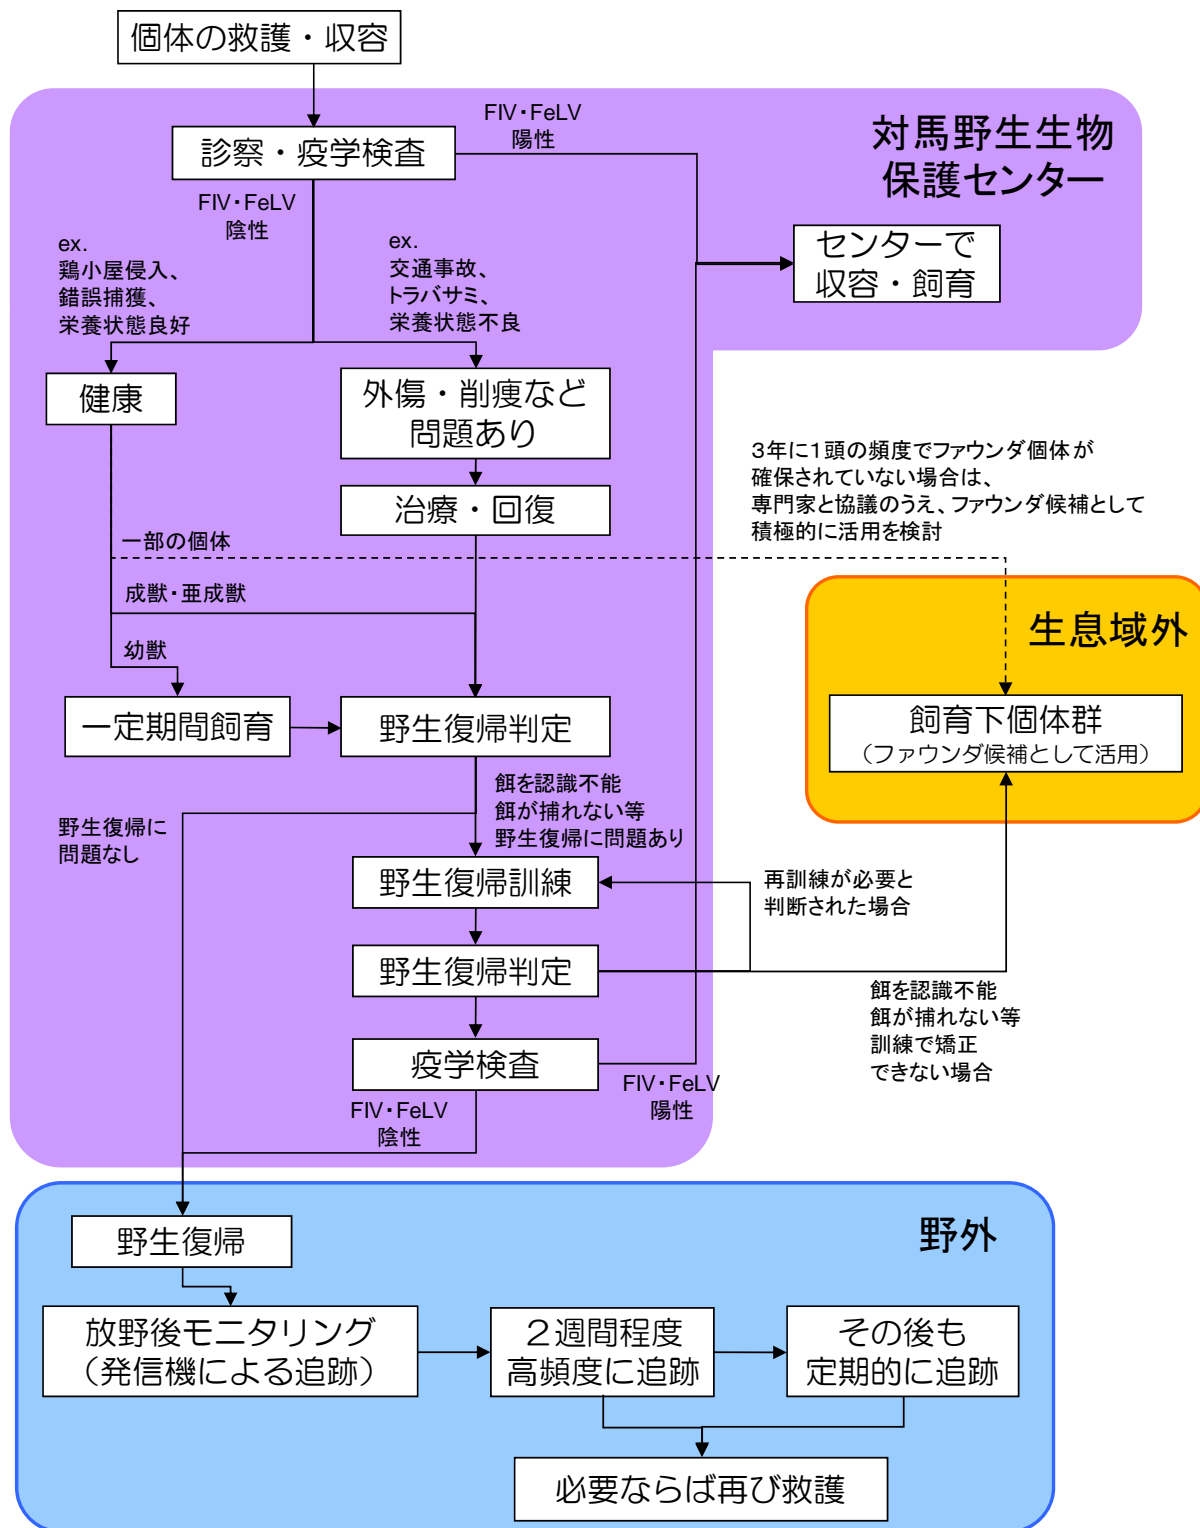 個体の救護・収容
対馬野生生物
保護センター
FIV・FeLV
陽性
診察・疫学検査
FIV・FeLV
陰性
センターで
収容・飼育
ex.
鶏小屋侵入、
錯誤捕獲、
栄養状態良好
ex.
交通事故、
トラバサミ、
栄養状態不良
健康
外傷・削痩など
問題あり
治療・回復
3年に1頭の頻度でファウンダ個体が
確保されていない場合は、
専門家と協議のうえ、ファウンダ候補として
積極的に活用を検討
一部の個体
成獣・亜成獣
幼獣
生息域外
一定期間飼育
野生復帰判定
飼育下個体群
（ファウンダ候補として活用）
餌を認識不能
餌が捕れない等
野生復帰に問題あり
野生復帰に
問題なし
野生復帰訓練
再訓練が必要と
判断された場合
野生復帰判定
餌を認識不能
餌が捕れない等
訓練で矯正
できない場合
疫学検査
FIV・FeLV
陽性
FIV・FeLV
陰性
野外
野生復帰
放野後モニタリング
（発信機による追跡）
２週間程度
高頻度に追跡
その後も
定期的に追跡
必要ならば再び救護